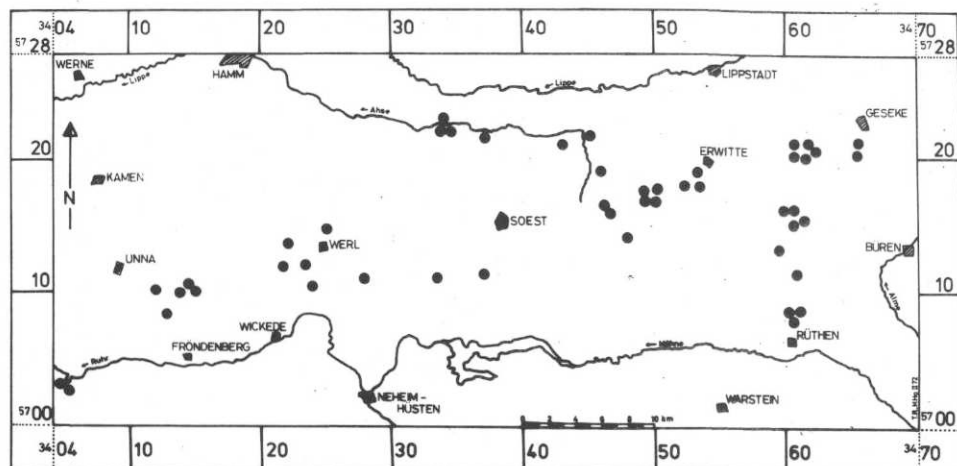 34 04 10 20 30 40 50 60 34 70
57 28 57 28
WERNE
←Lippe
HAMM
←Lippe
LIPPSTADT
←Ahse
GESEKE
20 20
ERWITTE
KAMEN
N
SOEST
WERL
UNNA
BÜREN
10 10
←Alme
WICKEDE
RÜTHEN
FRÖNDENBERG
←Ruhr
←Möhne
NEHEIM-
HÜSTEN
WARSTEIN
57 00 57 00
0 2 4 6 8 10 km
34 04 10 20 30 40 50 60 34 70